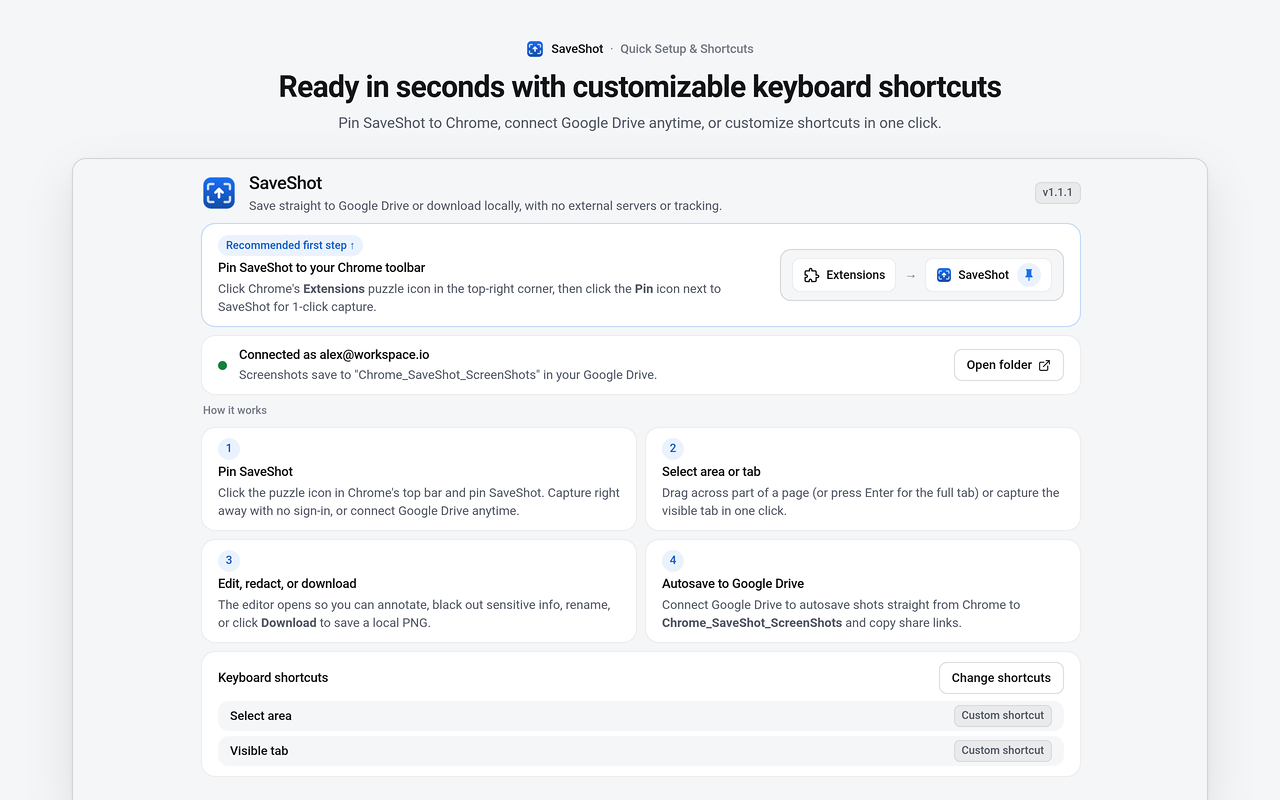 SaveShot · Quick Setup & Shortcuts
Ready in seconds with customizable keyboard shortcuts
Pin SaveShot to Chrome, connect Google Drive anytime, or customize shortcuts in one click.
SaveShot
Save straight to Google Drive or download locally, with no external servers or tracking.
v1.1.1
Recommended first step ↑
Pin SaveShot to your Chrome toolbar
Click Chrome's Extensions puzzle icon in the top-right corner, then click the Pin icon next to
SaveShot for 1-click capture.
Extensions → SaveShot
Connected as alex@workspace.io
Screenshots save to "Chrome_SaveShot_ScreenShots" in your Google Drive.
Open folder
How it works
1
Pin SaveShot
Click the puzzle icon in Chrome's top bar and pin SaveShot. Capture right
away with no sign-in, or connect Google Drive anytime.
2
Select area or tab
Drag across part of a page (or press Enter for the full tab) or capture the
visible tab in one click.
3
Edit, redact, or download
The editor opens so you can annotate, black out sensitive info, rename,
or click Download to save a local PNG.
4
Autosave to Google Drive
Connect Google Drive to autosave shots straight from Chrome to
Chrome_SaveShot_ScreenShots and copy share links.
Keyboard shortcuts
Change shortcuts
Select area
Custom shortcut
Visible tab
Custom shortcut